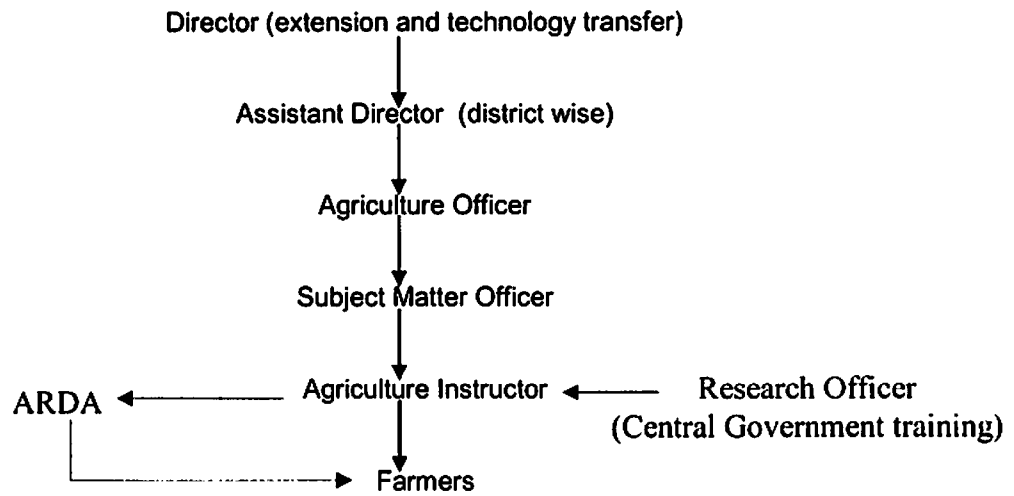 Director (extension and technology transfer)
Assistant Director (district wise)
Agriculture Officer
Subject Matter Officer
Agriculture Instructor
Research Officer
(Central Government training)
ARDA
Farmers